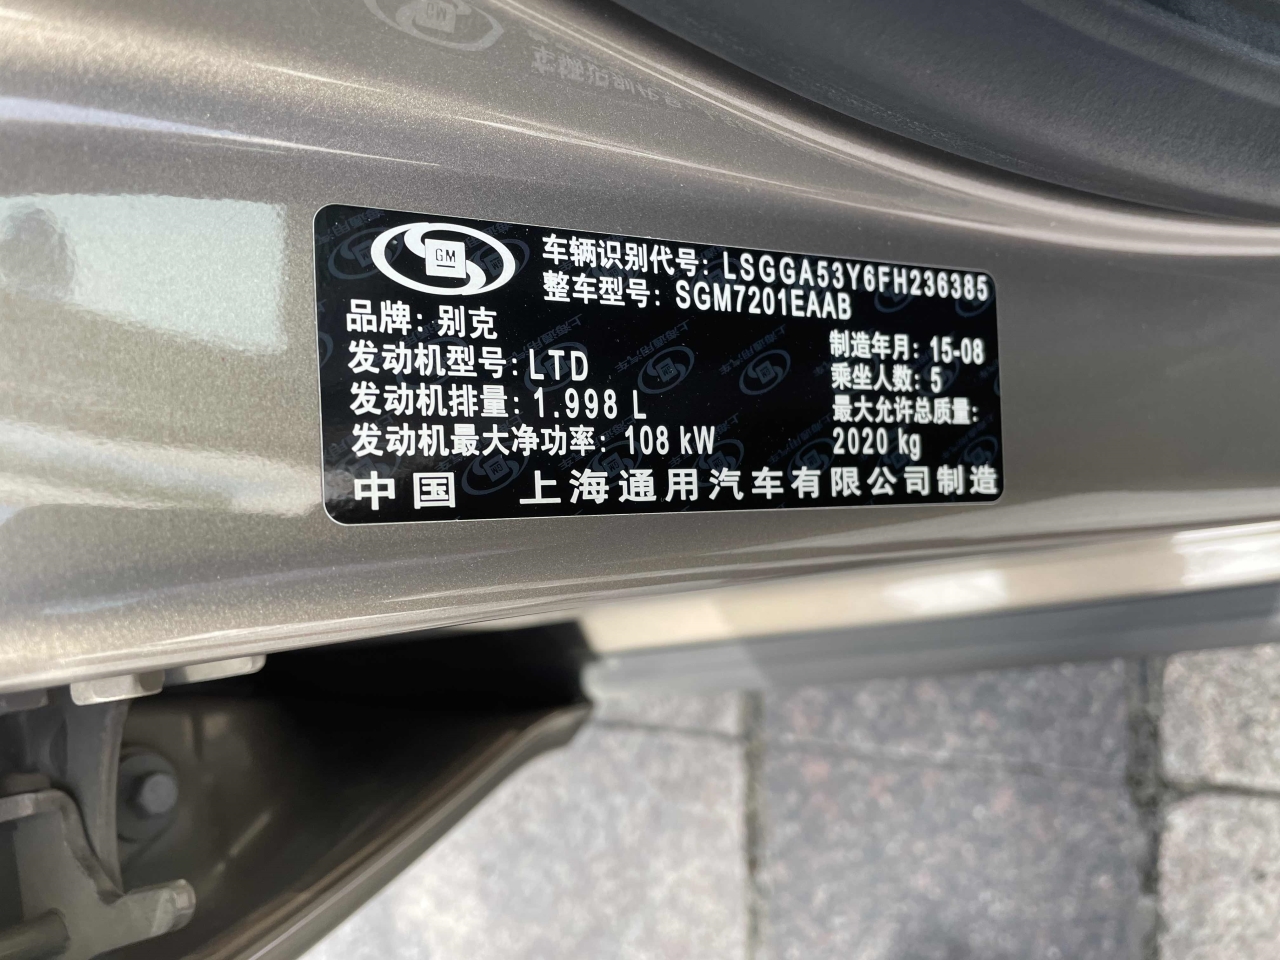 GM
车辆识别代号: LSGGA53Y6FH236385
整车型号: SGM7201EAAB
品牌: 别克
发动机型号: LTD
发动机排量: 1.998 L
发动机最大净功率: 108 kW
制造年月: 15-08
乘坐人数: 5
最大允许总质量:
2020 kg
中国 上海通用汽车有限公司制造